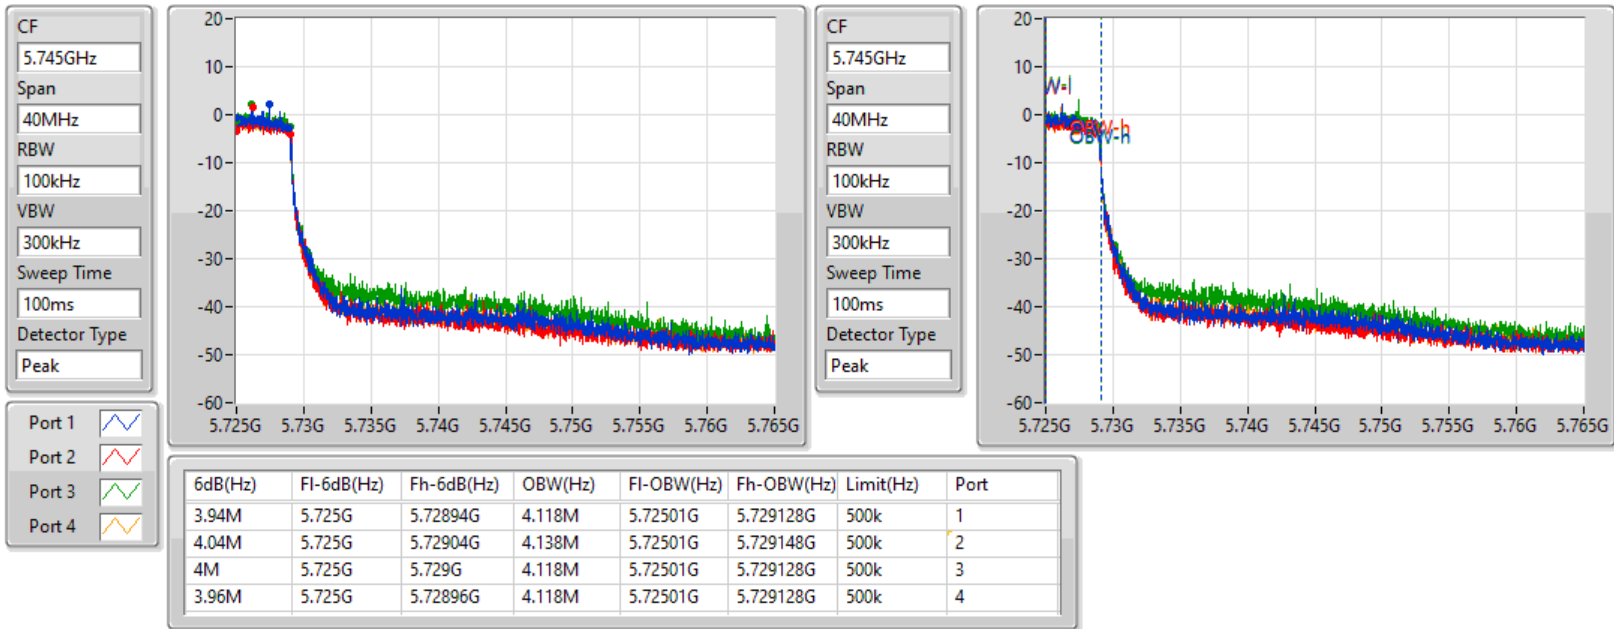 CF
5.745GHz
Span
40MHz
RBW
100kHz
VBW
300kHz
Sweep Time
100ms
Detector Type
Peak
20
10
0
-10
-20
-30
-40
-50
-60
5.725G 5.73G 5.735G 5.74G 5.745G 5.75G 5.755G 5.76G 5.765G
CF
5.745GHz
Span
40MHz
RBW
100kHz
VBW
300kHz
Sweep Time
100ms
Detector Type
Peak
20
10
0
-10
-20
-30
-40
-50
-60
W-l
OBW-h
OBW-h
5.725G 5.73G 5.735G 5.74G 5.745G 5.75G 5.755G 5.76G 5.765G
Port 1
Port 2
Port 3
Port 4
6dB(Hz) Fl-6dB(Hz) Fh-6dB(Hz) OBW(Hz) Fl-OBW(Hz) Fh-OBW(Hz) Limit(Hz) Port
3.94M 5.725G 5.72894G 4.118M 5.72501G 5.729128G 500k 1
4.04M 5.725G 5.72904G 4.138M 5.72501G 5.729148G 500k 2
4M 5.725G 5.729G 4.118M 5.72501G 5.729128G 500k 3
3.96M 5.725G 5.72896G 4.118M 5.72501G 5.729128G 500k 4